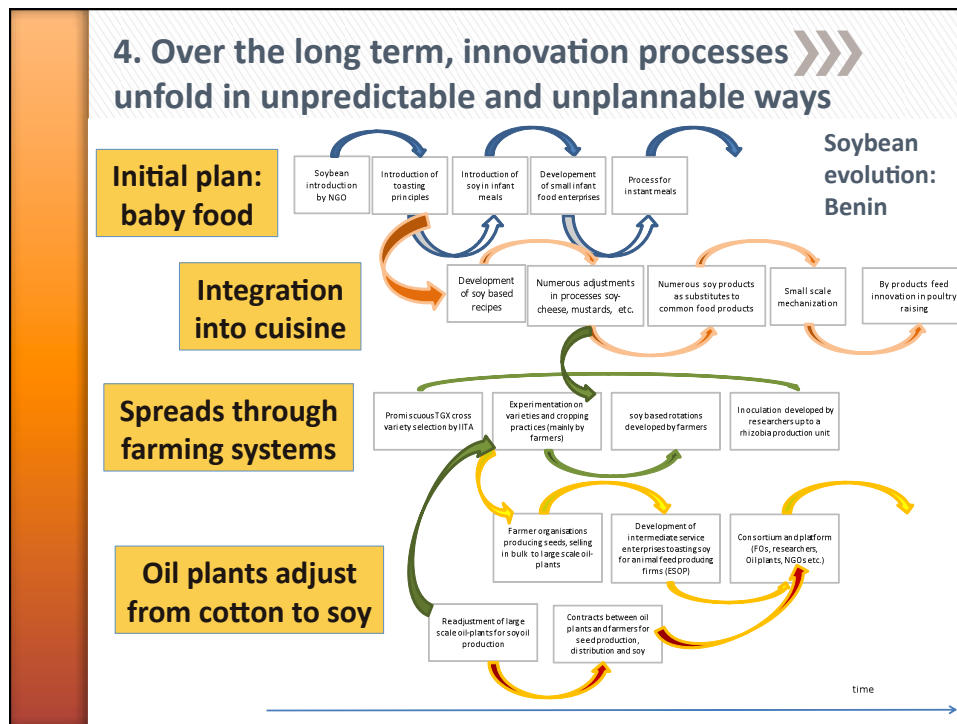 4. Over the long term, innovation processes
unfold in unpredictable and unplannable ways
Soybean
evolution:
Benin
Initial plan:
baby food
Soybean
introduction
by NGO
Introduction of
toasting
principles
Introduction of
soy in infant
meals
Developement
of small infant
food enterprises
Process for
instant meals
Integration
into cuisine
Development
of soy based
recipes
Numerous adjustments
in processes soy-
cheese, mustards, etc.
Numerous soy products
as substitutes to
common food products
Small scale
mechanization
By products feed
innovation in poultry
raising
Spreads through
farming systems
Promiscuous TGX cross
variety selection by IITA
Experimentation on
varieties and cropping
practices (mainly by
farmers)
soy based rotations
developed by farmers
Inoculation developed by
researchers up to a
rhizobia production unit
Farmer organisations
producing seeds, selling
in bulk to large scale oil-
plants
Development of
intermediate service
enterprises toasting soy
for animal feed producing
firms (ESOP)
Consortium and platform
(FOs, researchers,
Oil plants, NGOs etc.)
Oil plants adjust
from cotton to soy
Readjustment of large
scale oil-plants for soy oil
production
Contracts between oil
plants and farmers for
seed production,
distribution and soy
time